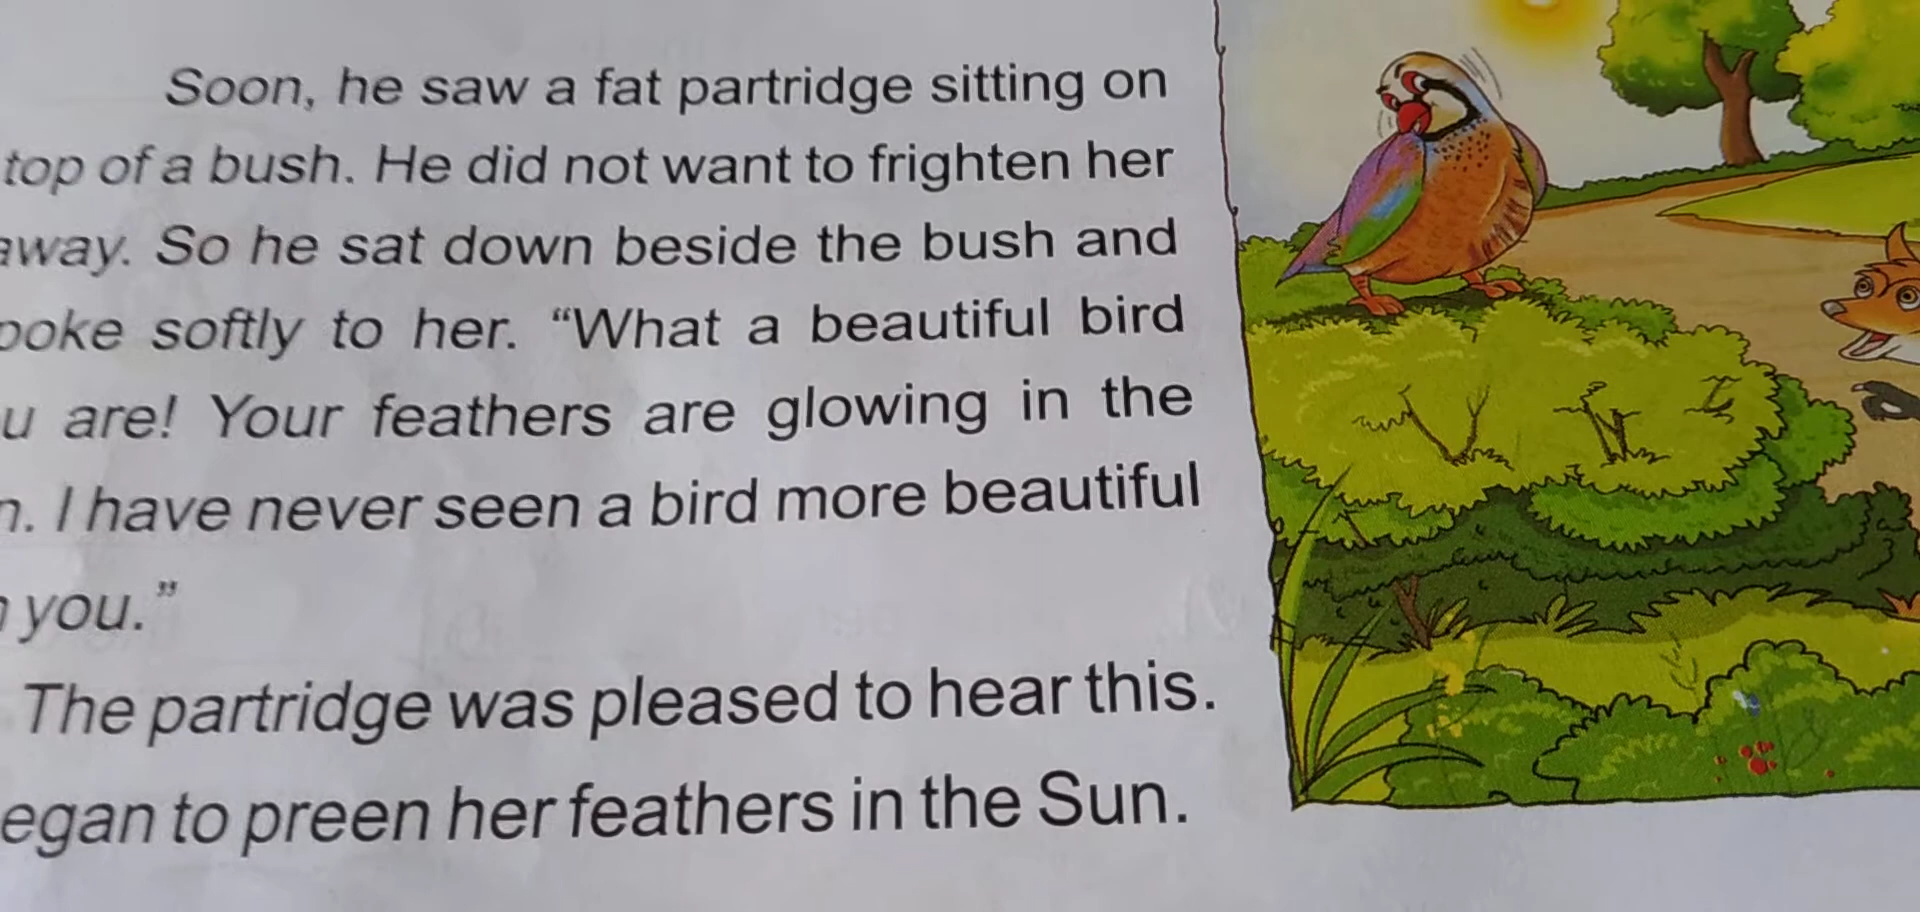 Soon, he saw a fat partridge sitting on
top of a bush. He did not want to frighten her
away. So he sat down beside the bush and
softly to her. “What a beautiful bird
are! Your feathers are glowing in the
I have never seen a bird more beautiful
you.”
The partridge was pleased to hear this.
to preen her feathers in the Sun.